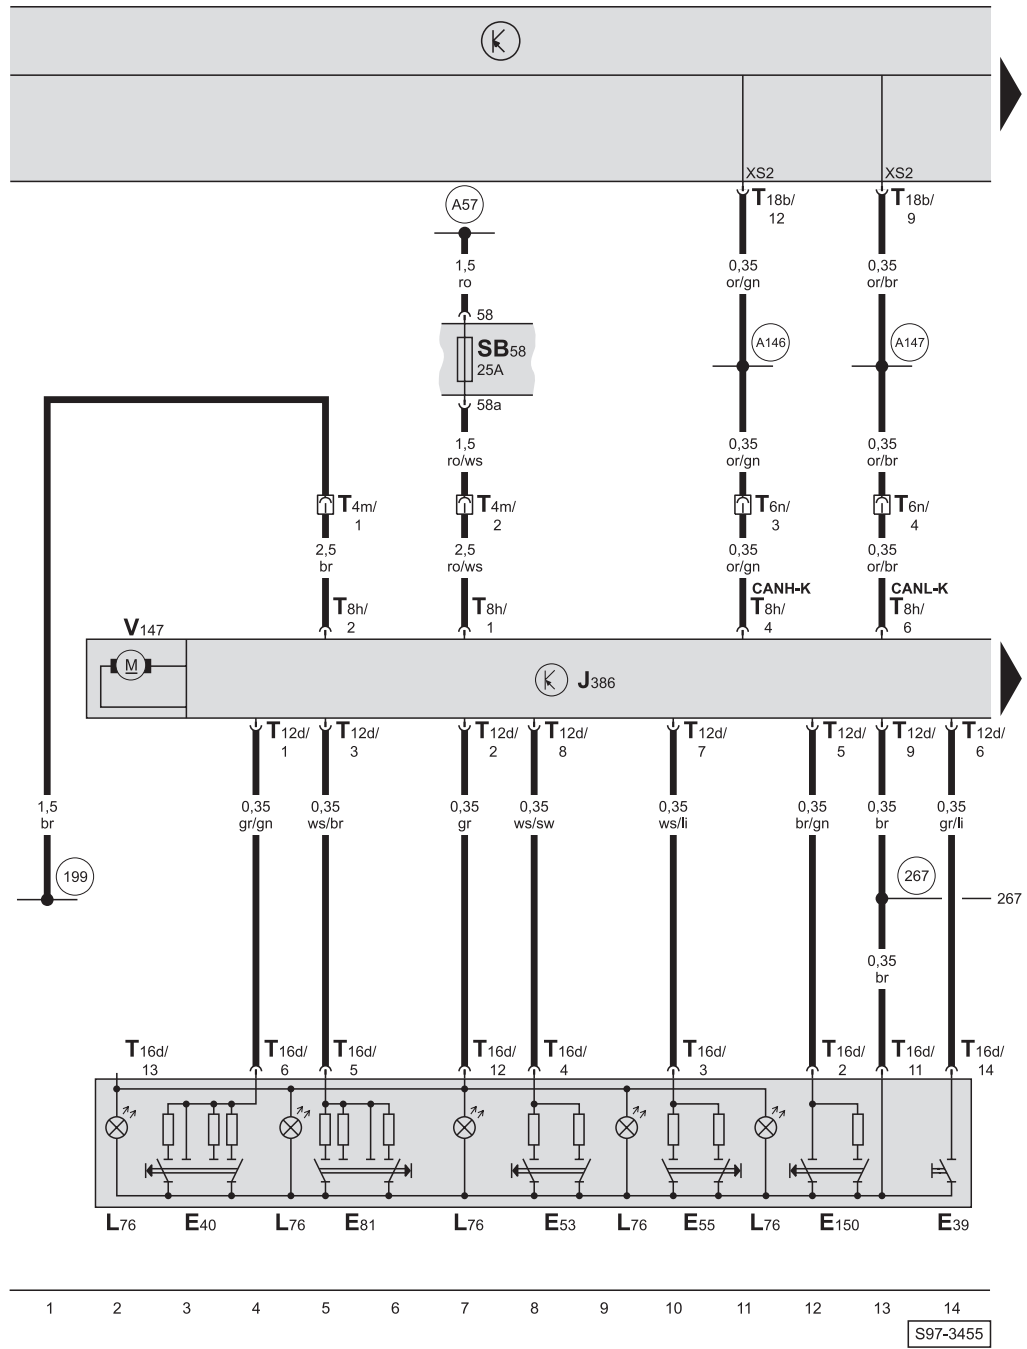 XS2 XS2
T18b/ T18b/
12 9
A57
1,5 0,35 0,35
ro or/gn or/br
58
SB58
25A
A146 A147
58a
1,5 0,35 0,35
ro/ws or/gn or/br
T4m/ T4m/ T6n/ T6n/
1 2 3 4
2,5 2,5 0,35 0,35
br ro/ws or/gn or/br
CANH-K CANL-K
T8h/ T8h/ T8h/ T8h/
2 1 4 6
V147
M
J386
T12d/ T12d/ T12d/ T12d/ T12d/ T12d/ T12d/
1 3 2 8 7 5 9 6
1,5 0,35 0,35 0,35 0,35 0,35 0,35 0,35 0,35
br gr/gn ws/br gr ws/sw ws/li br/gn br gr/li
199 267
267
0,35
br
T16d/ T16d/ T16d/ T16d/ T16d/ T16d/ T16d/ T16d/ T16d/
13 6 5 12 4 3 2 11 14
L76 E40 L76 E81 L76 E53 L76 E55 L76 E150 E39
1 2 3 4 5 6 7 8 9 10 11 12 13 14
S97-3455